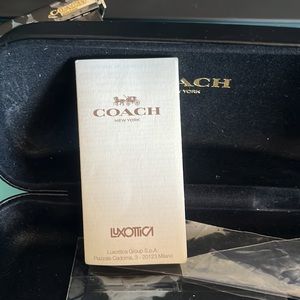 COACH
NEW YORK
COACH
NEW YORK
LUXOTTICA
Luxottica Group S.p.A.
Piazzale Cadorna, 3 - 20123 Milano